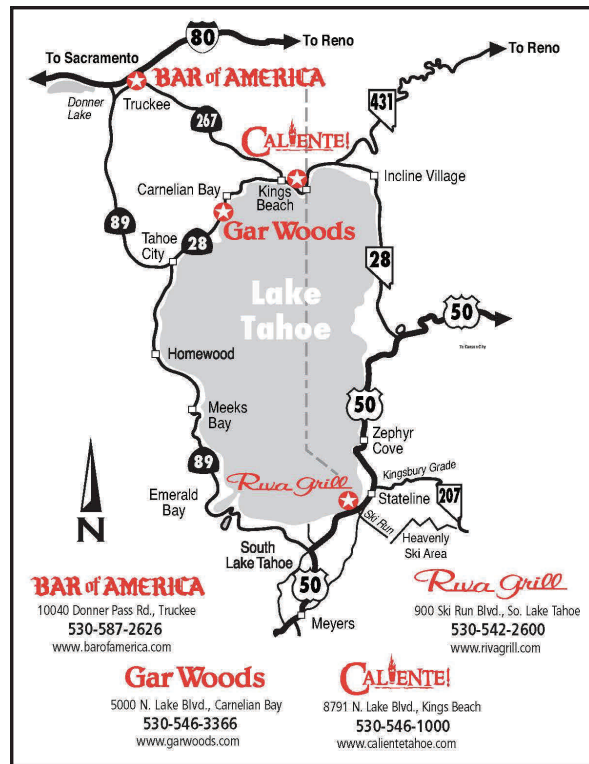 80
To Sacramento
To Reno
To Reno
BAR of AMERICA
Donner
Lake
Truckee
267
431
CALIENTE!
Carnelian Bay
Kings
Beach
Incline Village
Gar Woods
89
Tahoe
City
28
28
Lake
Tahoe
50
To Carson City
Homewood
50
Meeks
Bay
Zephyr
Cove
89
Riva Grill
Kingsbury Grade
Emerald
Bay
Stateline
207
N
Ski Run
Heavenly
Ski Area
South
Lake Tahoe
50
Meyers
BAR of AMERICA
10040 Donner Pass Rd., Truckee
530-587-2626
www.barofamerica.com
Riva Grill
900 Ski Run Blvd., So. Lake Tahoe
530-542-2600
www.rivagrill.com
Gar Woods
5000 N. Lake Blvd., Carnelian Bay
530-546-3366
www.garwoods.com
CALIENTE!
8791 N. Lake Blvd., Kings Beach
530-546-1000
www.calientetahoe.com